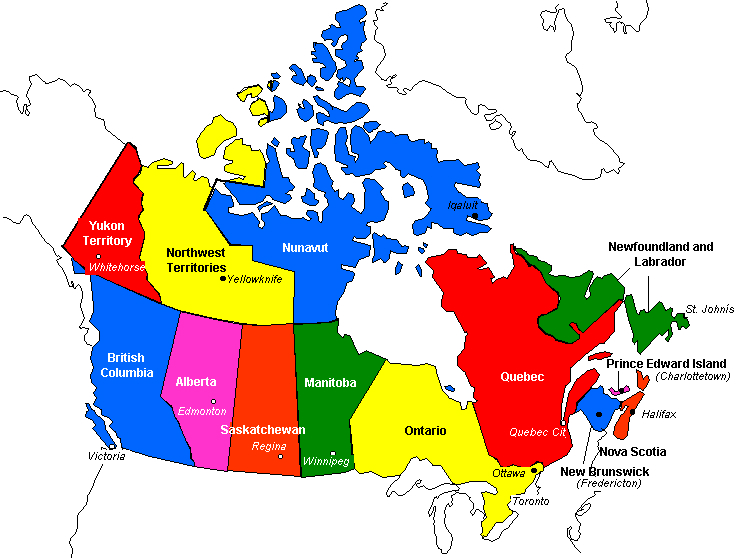 Iqaluit
Yukon
Territory
Whitehorse
Northwest
Territories
Yellowknife
Nunavut
Newfoundland and
Labrador
St. Johnís
British
Columbia
Alberta
Edmonton
Saskatchewan
Regina
Manitoba
Winnipeg
Ontario
Quebec
Quebec Cit
Prince Edward Island
(Charlottetown)
Halifax
Nova Scotia
New Brunswick
(Fredericton)
Victoria
Ottawa
Toronto